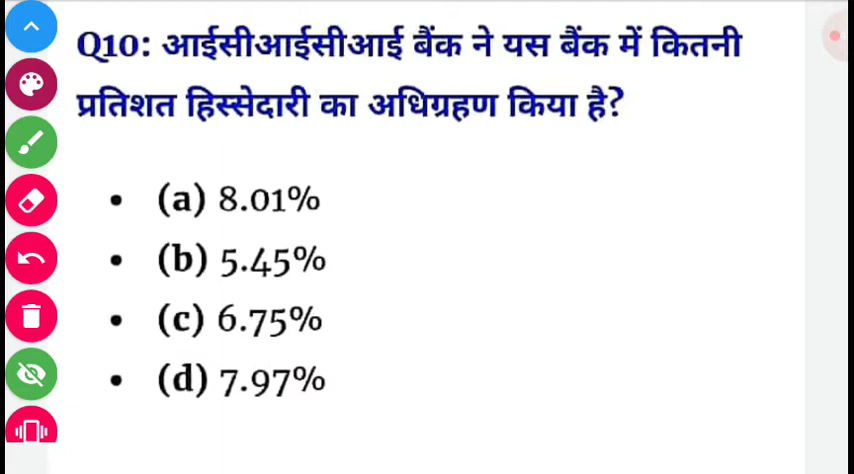 Q10: आईसीआईसीआई बैंक ने यस बैंक में कितनी
प्रतिशत हिस्सेदारी का अधिग्रहण किया है?
• (a) 8.01%
• (b) 5.45%
• (c) 6.75%
• (d) 7.97%